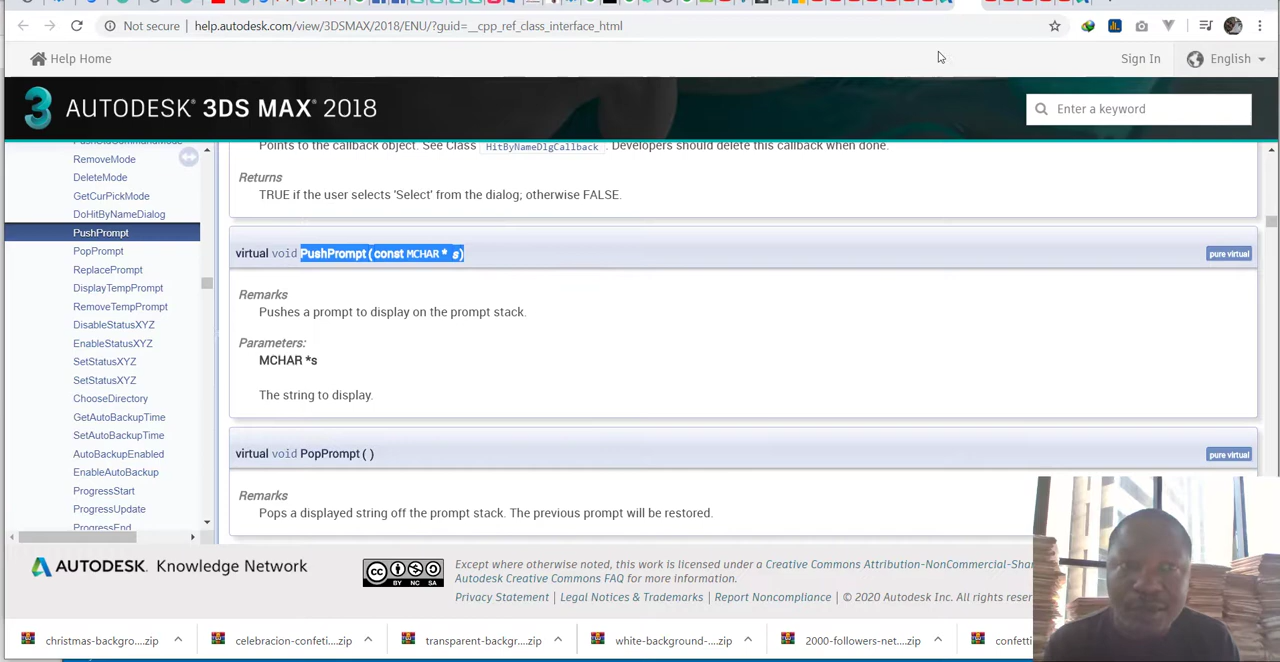 Not secure | help.autodesk.com/view/3DSMAX/2018/ENU/?guid=__cpp_ref_class_interface_html
Help Home
Sign In
English
AUTODESK® 3DS MAX® 2018
Enter a keyword
RemoveMode
DeleteMode
GetCurPickMode
DoHitByNameDialog
PushPrompt
PopPrompt
ReplacePrompt
DisplayTempPrompt
RemoveTempPrompt
DisableStatusXYZ
EnableStatusXYZ
SetStatusXYZ
SetStatusXYZ
ChooseDirectory
GetAutoBackupTime
SetAutoBackupTime
AutoBackupEnabled
EnableAutoBackup
ProgressStart
ProgressUpdate
ProgressEnd
Points to the callback object. See Class HitByNameDlgCallback. Developers should delete this callback when done.
Returns
TRUE if the user selects 'Select' from the dialog; otherwise FALSE.
virtual void PushPrompt ( const MCHAR * s )
pure virtual
Remarks
Pushes a prompt to display on the prompt stack.
Parameters:
MCHAR *s
The string to display.
virtual void PopPrompt ( )
pure virtual
Remarks
Pops a displayed string off the prompt stack. The previous prompt will be restored.
AUTODESK. Knowledge Network
CC BY NC SA
Except where otherwise noted, this work is licensed under a Creative Commons Attribution-NonCommercial-Shar
Autodesk Creative Commons FAQ for more information.
Privacy Statement | Legal Notices & Trademarks | Report Noncompliance | © 2020 Autodesk Inc. All rights reser
christmas-backgro....zip
celebracion-confeti....zip
transparent-backgr....zip
white-background-....zip
2000-followers-net....zip
confetti